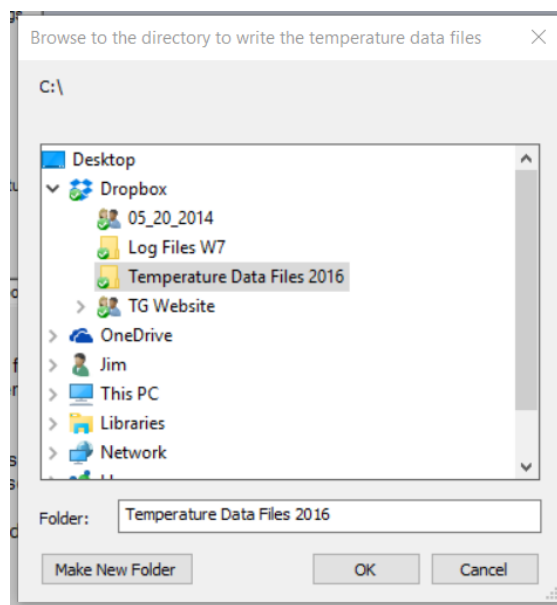 Browse to the directory to write the temperature data files
C:\
Desktop
Dropbox
05_20_2014
Log Files W7
Temperature Data Files 2016
TG Website
OneDrive
Jim
This PC
Libraries
Network
Folder: Temperature Data Files 2016
Make New Folder OK Cancel